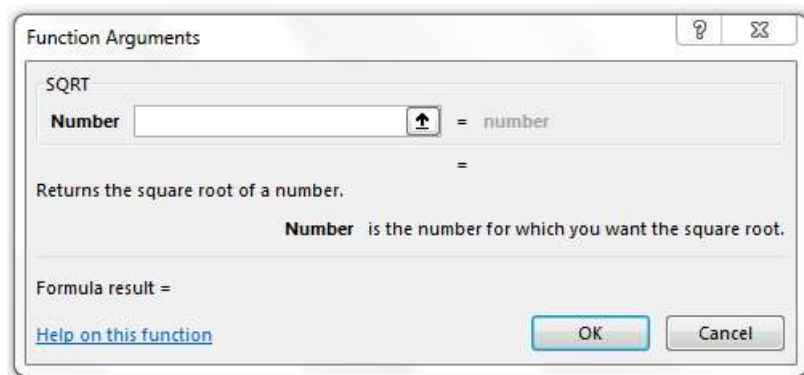 Function Arguments
SQRT
Number = number
=
Returns the square root of a number.
Number is the number for which you want the square root.
Formula result =
Help on this function
OK Cancel